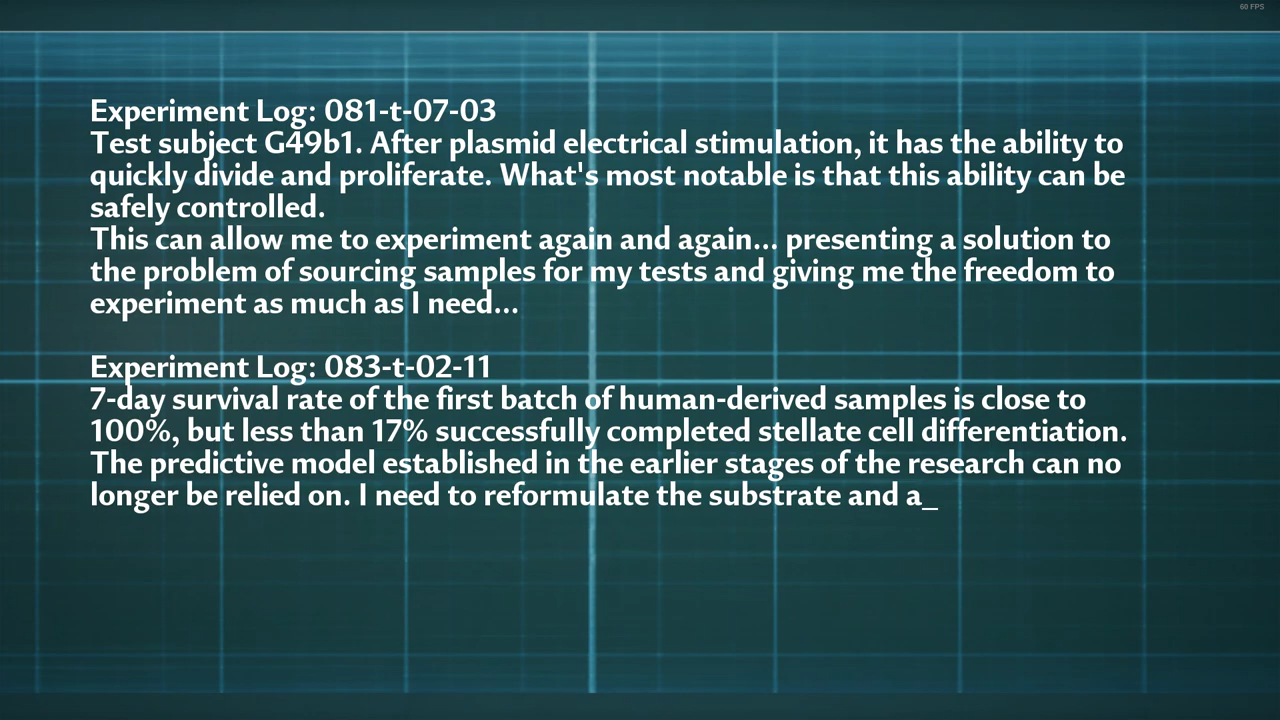 60 FPS
Experiment Log: 081-t-07-03
Test subject G49b1. After plasmid electrical stimulation, it has the ability to
quickly divide and proliferate. What's most notable is that this ability can be
safely controlled.
This can allow me to experiment again and again... presenting a solution to
the problem of sourcing samples for my tests and giving me the freedom to
experiment as much as I need...
Experiment Log: 083-t-02-11
7-day survival rate of the first batch of human-derived samples is close to
100%, but less than 17% successfully completed stellate cell differentiation.
The predictive model established in the earlier stages of the research can no
longer be relied on. I need to reformulate the substrate and a_